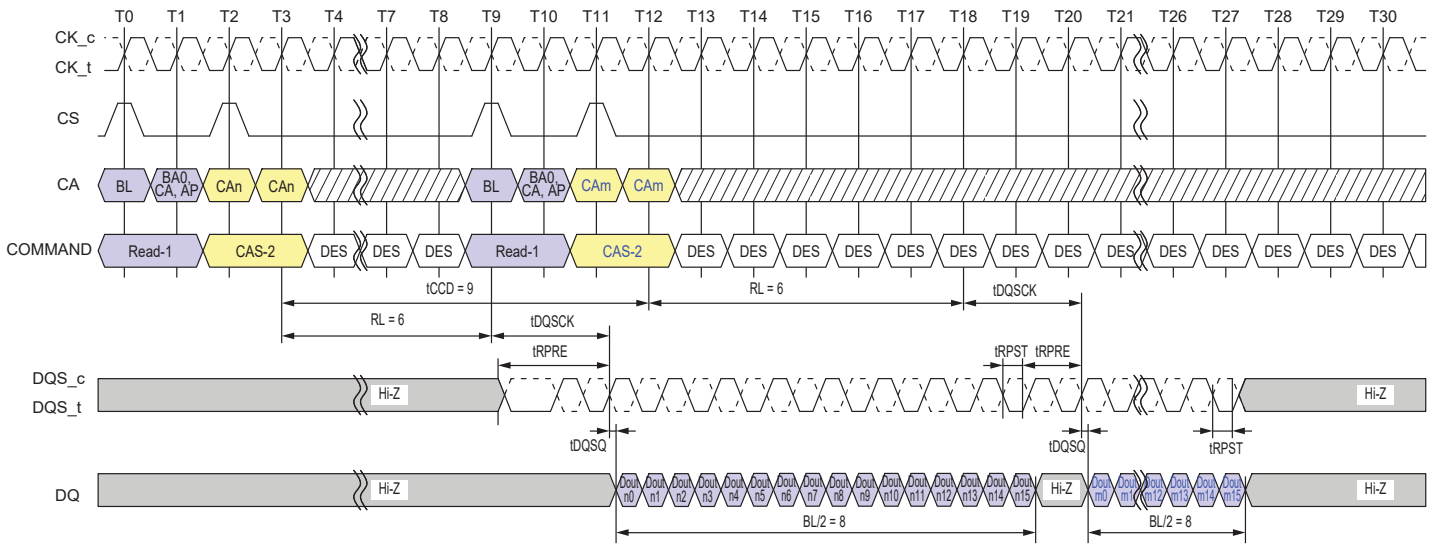 T0 T1 T2 T3 T4 T7 T8 T9 T10 T11 T12 T13 T14 T15 T16 T17 T18 T19 T20 T21 T26 T27 T28 T29 T30
CK_c
CK_t
CS
CA BL BA0, CA, AP CAn CAn BL BA0, CA, AP CAm CAm
COMMAND Read-1 CAS-2 DES DES DES Read-1 CAS-2 DES DES DES DES DES DES DES DES DES DES DES DES DES DES
tCCD = 9 RL = 6 tDQSCK
RL = 6 tDQSCK
tRPRE tRPST tRPRE
DQS_c
DQS_t
Hi-Z Hi-Z
tDQSQ tDQSQ tRPST
DQ Hi-Z Dout n0 Dout n1 Dout n2 Dout n3 Dout n4 Dout n5 Dout n6 Dout n7 Dout n8 Dout n9 Dout n10 Dout n11 Dout n12 Dout n13 Dout n14 Dout n15 Hi-Z Dout m0 Dout m1 Dout m12 Dout m13 Dout m14 Dout m15 Hi-Z
BL/2 = 8 BL/2 = 8